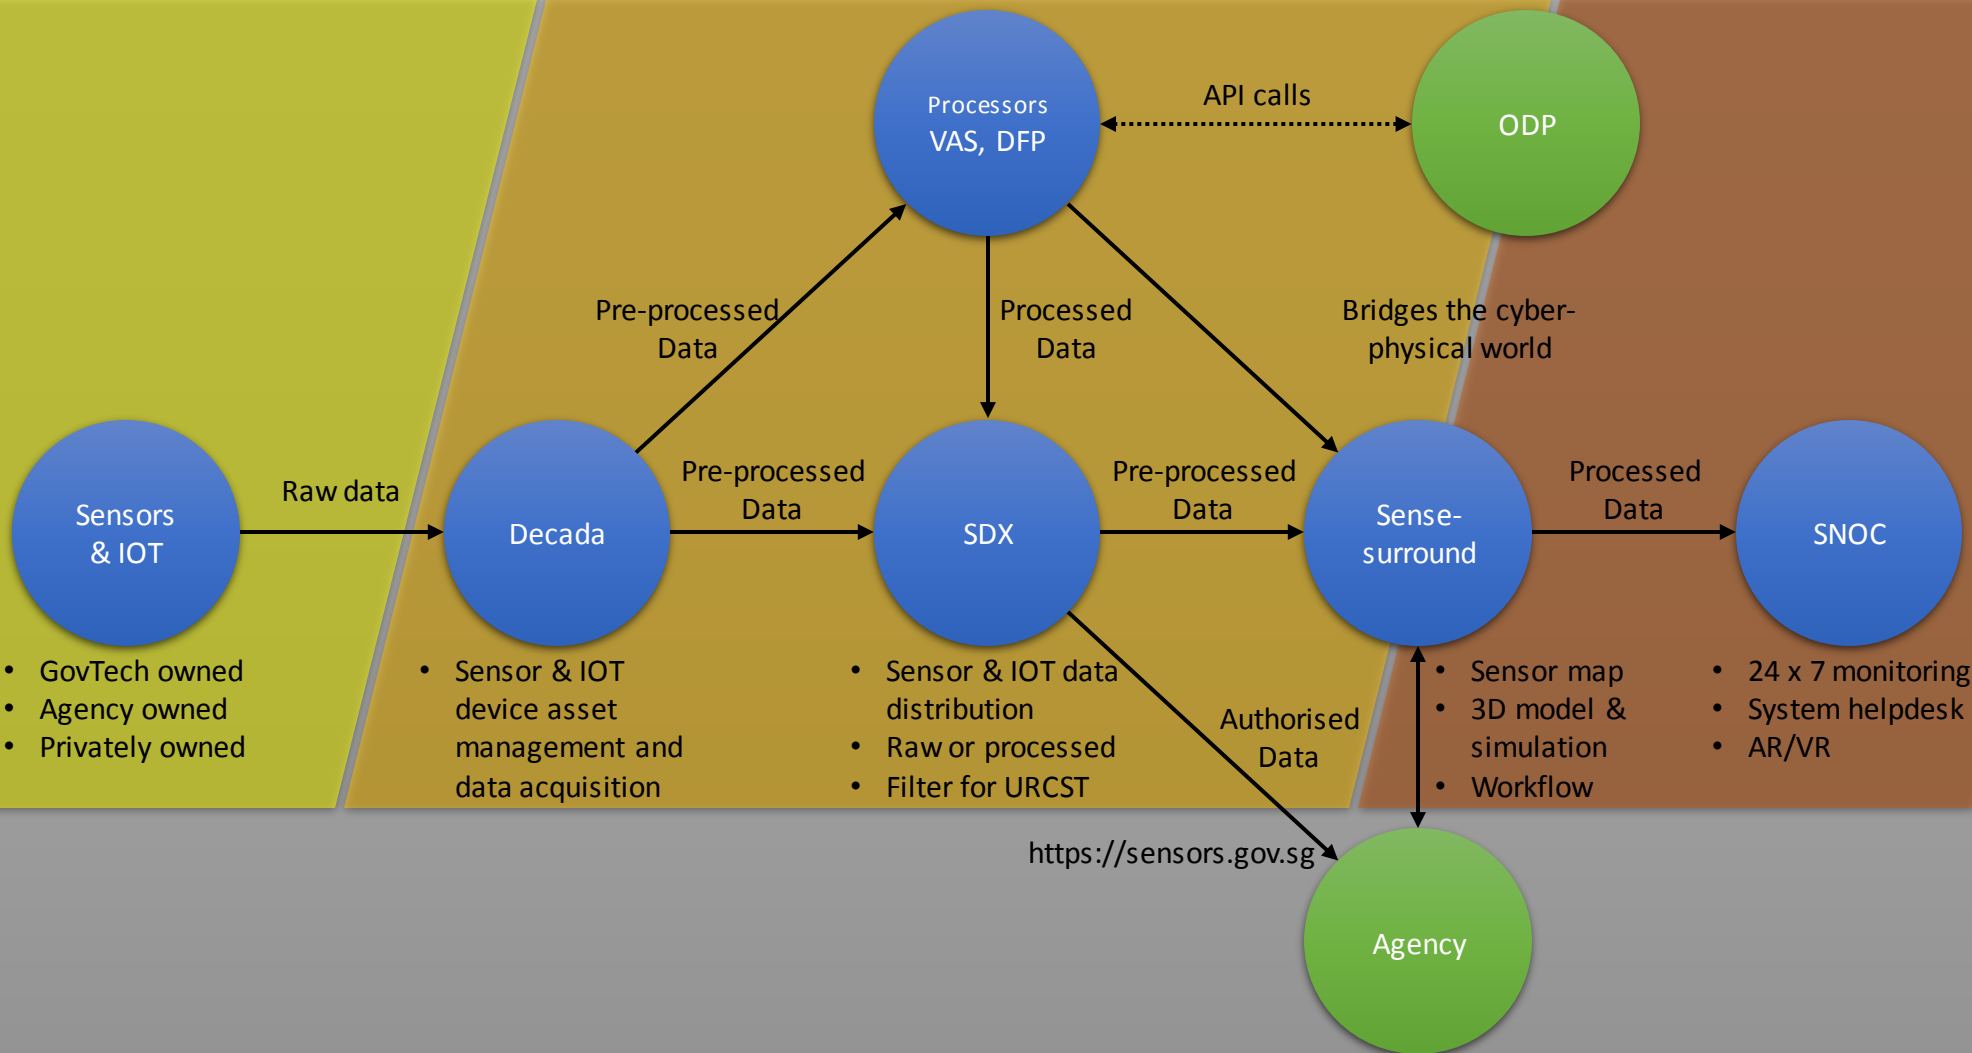 Processors
VAS, DFP
API calls
ODP
Pre-processed
Data
Processed
Data
Bridges the cyber-
physical world
Sensors
& IOT
Raw data
Decada
Pre-processed
Data
SDX
Pre-processed
Data
Sense-
surround
Processed
Data
SNOC
• GovTech owned
• Agency owned
• Privately owned
• Sensor & IOT
device asset
management and
data acquisition
• Sensor & IOT data
distribution
• Raw or processed
• Filter for URCST
Authorised
Data
• Sensor map
• 3D model &
simulation
• Workflow
• 24 x 7 monitoring
• System helpdesk
• AR/VR
https://sensors.gov.sg
Agency